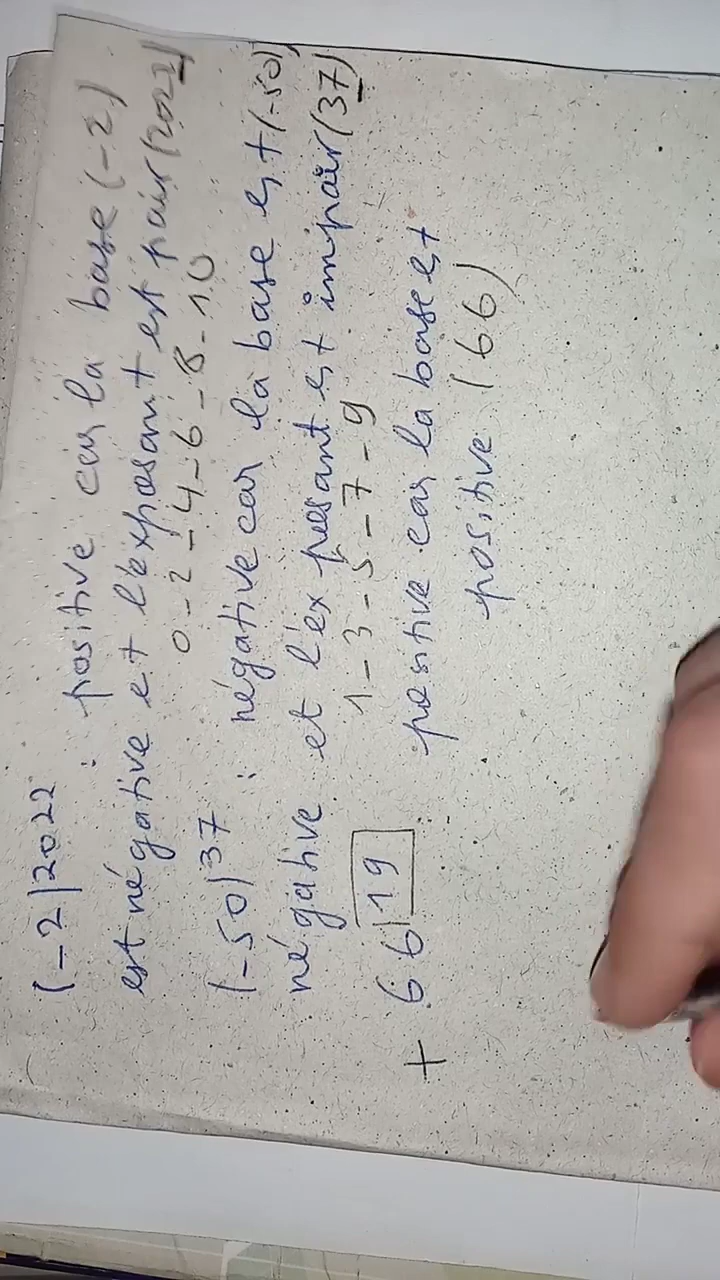 (-2)2022 : positive car la base (-2)
est négative et l'exposant est pair (2022)
0-2-4-6-8-10
(-50)37 : négative car la base est (-50)
négative et l'exposant est impair (37)
1-3-5-7-9
+ 66) 19 positive car la base est
positive (66)